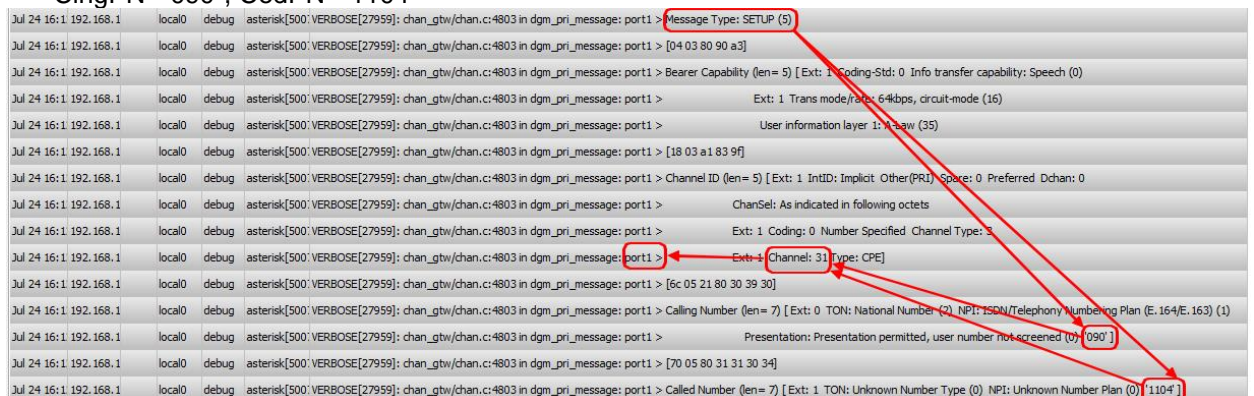 Jul 24 16:1 192.168.1 local0 debug asterisk[500 VERBOSE[27959]: chan_gtw/chan.c:4803 in dgm_pri_message: port1 > Message Type: SETUP (5)
Jul 24 16:1 192.168.1 local0 debug asterisk[500 VERBOSE[27959]: chan_gtw/chan.c:4803 in dgm_pri_message: port1 > [04 03 80 90 a3]
Jul 24 16:1 192.168.1 local0 debug asterisk[500 VERBOSE[27959]: chan_gtw/chan.c:4803 in dgm_pri_message: port1 > Bearer Capability (len= 5) [ Ext: 1 Coding-Std: 0 Info transfer capability: Speech (0)
Jul 24 16:1 192.168.1 local0 debug asterisk[500 VERBOSE[27959]: chan_gtw/chan.c:4803 in dgm_pri_message: port1 > Ext: 1 Trans mode/rate: 64kbps, circuit-mode (16)
Jul 24 16:1 192.168.1 local0 debug asterisk[500 VERBOSE[27959]: chan_gtw/chan.c:4803 in dgm_pri_message: port1 > User information layer 1: A-Law (35)
Jul 24 16:1 192.168.1 local0 debug asterisk[500 VERBOSE[27959]: chan_gtw/chan.c:4803 in dgm_pri_message: port1 > [18 03 a1 83 9f]
Jul 24 16:1 192.168.1 local0 debug asterisk[500 VERBOSE[27959]: chan_gtw/chan.c:4803 in dgm_pri_message: port1 > Channel ID (len= 5) [ Ext: 1 IntID: Implicit Other(PRI) Spare: 0 Preferred Dchan: 0
Jul 24 16:1 192.168.1 local0 debug asterisk[500 VERBOSE[27959]: chan_gtw/chan.c:4803 in dgm_pri_message: port1 > ChanSel: As indicated in following octets
Jul 24 16:1 192.168.1 local0 debug asterisk[500 VERBOSE[27959]: chan_gtw/chan.c:4803 in dgm_pri_message: port1 > Ext: 1 Coding: 0 Number Specified Channel Type: 3
Jul 24 16:1 192.168.1 local0 debug asterisk[500 VERBOSE[27959]: chan_gtw/chan.c:4803 in dgm_pri_message: port1 > Ext: 1 Channel: 31 Type: CPE]
Jul 24 16:1 192.168.1 local0 debug asterisk[500 VERBOSE[27959]: chan_gtw/chan.c:4803 in dgm_pri_message: port1 > [6c 05 21 80 30 39 30]
Jul 24 16:1 192.168.1 local0 debug asterisk[500 VERBOSE[27959]: chan_gtw/chan.c:4803 in dgm_pri_message: port1 > Calling Number (len= 7) [ Ext: 0 TON: National Number (2) NPI: ISDN/Telephony Numbering Plan (E.164/E.163) (1)
Jul 24 16:1 192.168.1 local0 debug asterisk[500 VERBOSE[27959]: chan_gtw/chan.c:4803 in dgm_pri_message: port1 > Presentation: Presentation permitted, user number not screened (0) '090' ]
Jul 24 16:1 192.168.1 local0 debug asterisk[500 VERBOSE[27959]: chan_gtw/chan.c:4803 in dgm_pri_message: port1 > [70 05 80 31 31 30 34]
Jul 24 16:1 192.168.1 local0 debug asterisk[500 VERBOSE[27959]: chan_gtw/chan.c:4803 in dgm_pri_message: port1 > Called Number (len= 7) [ Ext: 1 TON: Unknown Number Type (0) NPI: Unknown Number Plan (0) '1104' ]